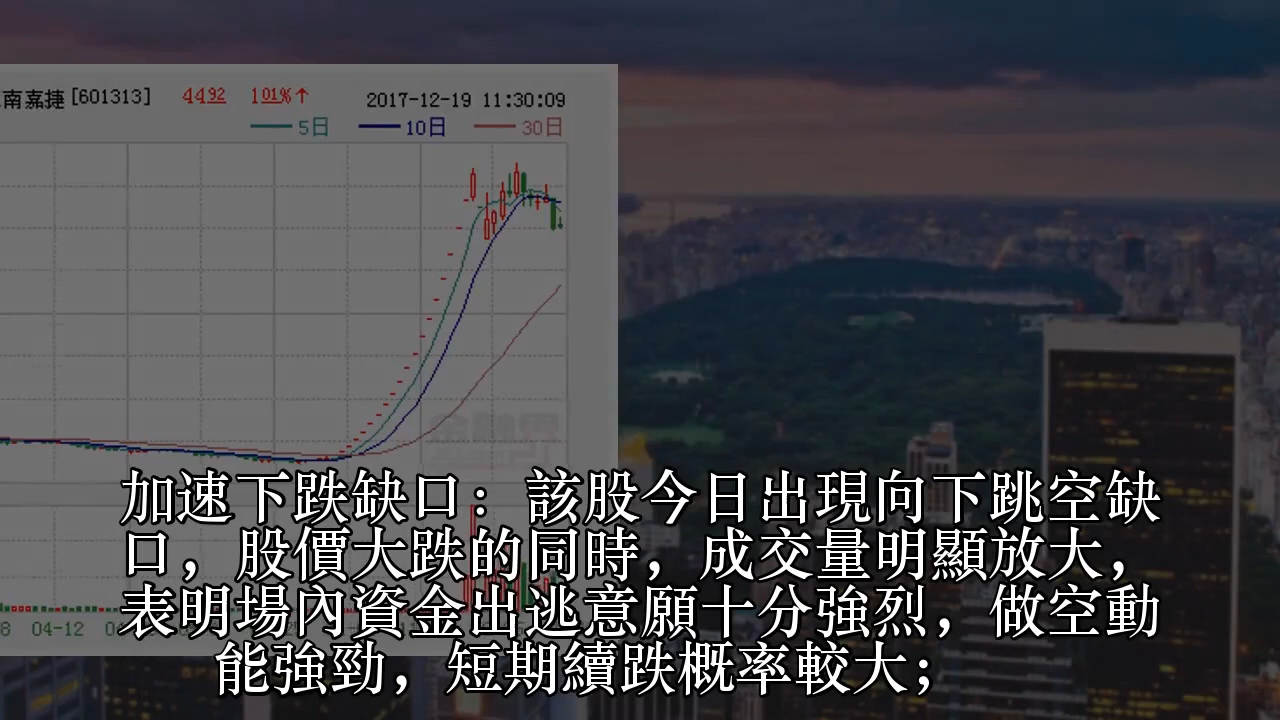 南嘉捷 [601313] 4492 101%↑ 2017-12-19 11:30:09
5日 10日 30日
加速下跌缺口：該股今日出現向下跳空缺
口，股價大跌的同時，成交量明顯放大，
表明場內資金出逃意願十分強烈，做空動
能強勁，短期續跌概率較大；
8 04-12